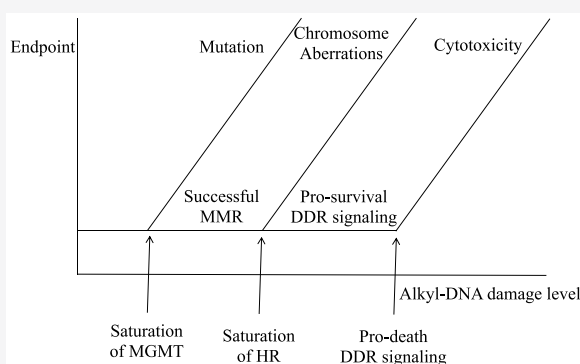 Endpoint
Mutation
Chromosome
Aberrations
Cytotoxicity
Successful
MMR
Pro-survival
DDR signaling
Alkyl-DNA damage level
Saturation
of MGMT
Saturation
of HR
Pro-death
DDR signaling